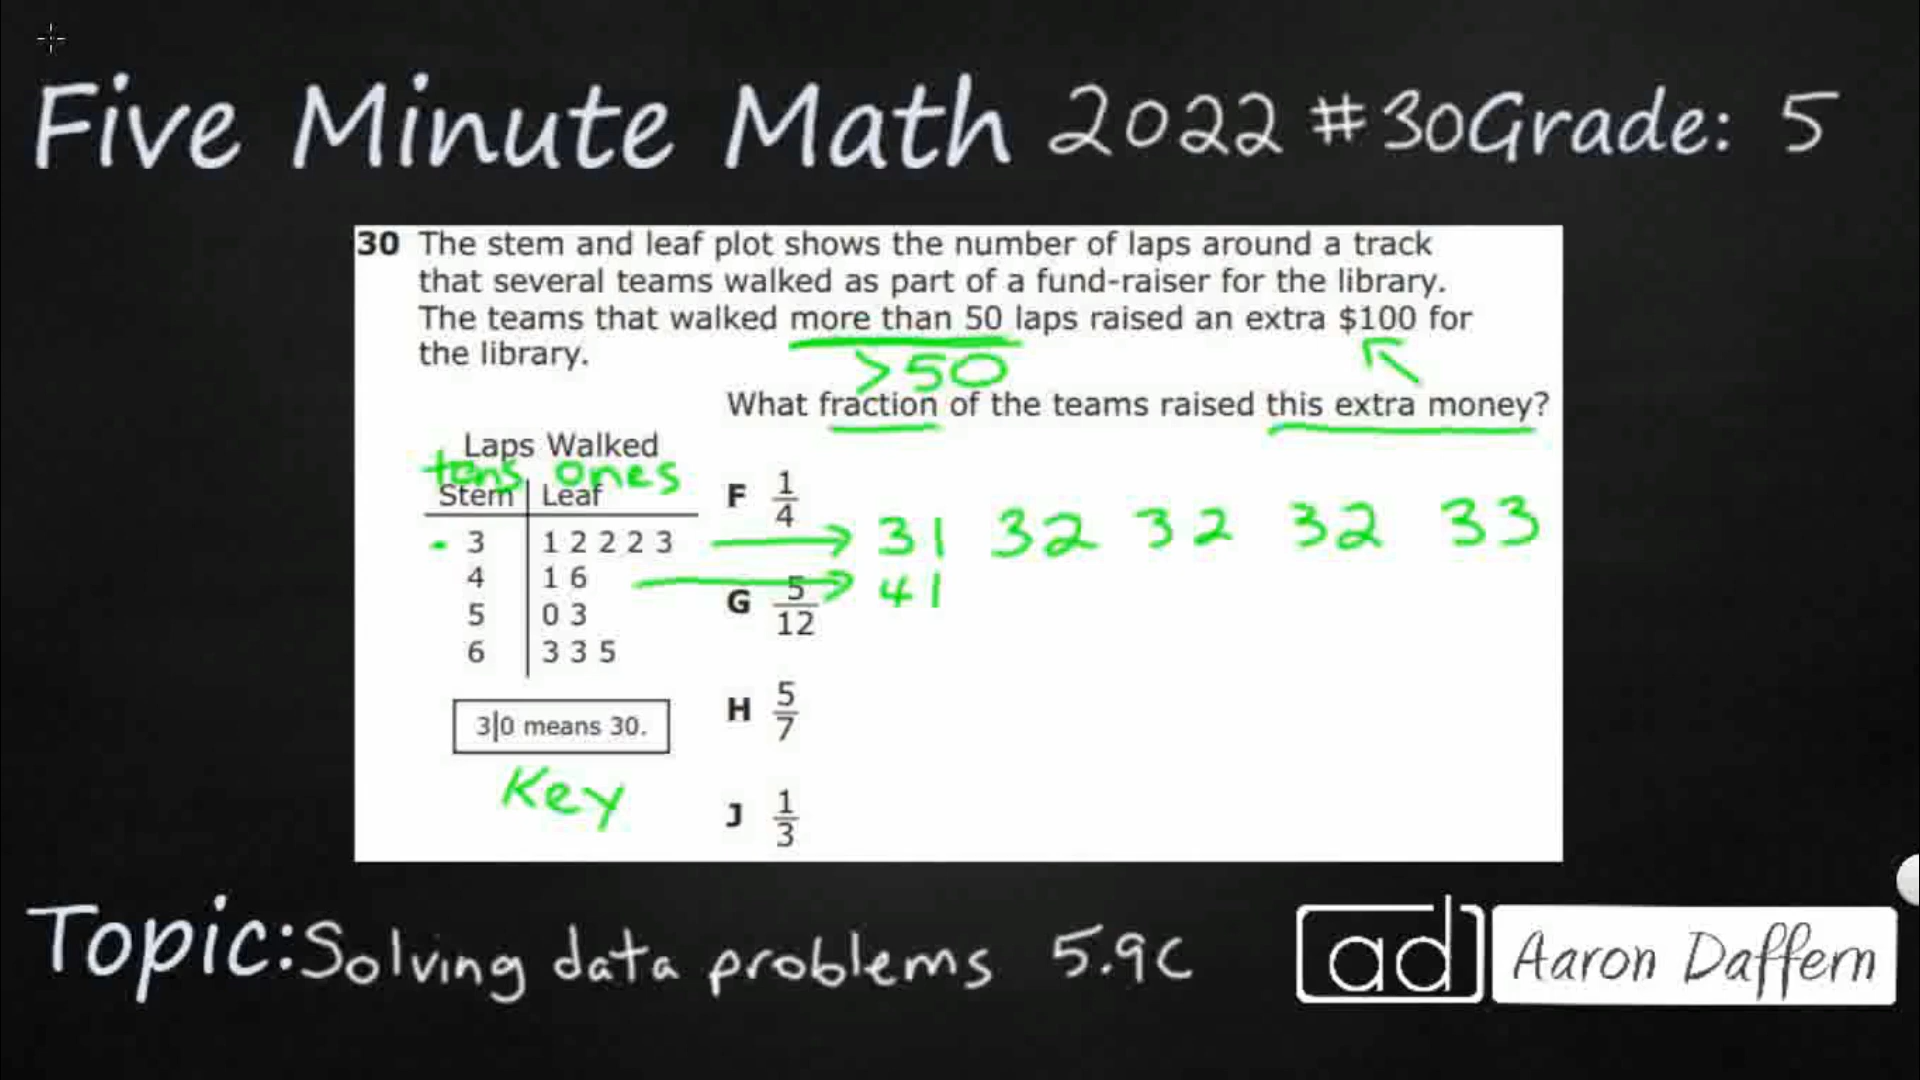 Five Minute Math 2022 #30 Grade: 5
30 The stem and leaf plot shows the number of laps around a track
that several teams walked as part of a fund-raiser for the library.
The teams that walked more than 50 laps raised an extra $100 for
the library.
>50
What fraction of the teams raised this extra money?
Laps Walked
tens ones
Stem Leaf
3 1 2 2 2 3
4 1 6
5 0 3
6 3 3 5
3|0 means 30.
Key
F 1/4
G 5/12
H 5/7
J 1/3
31 32 32 32 33
41
Topic: Solving data problems 5.9C
ad Aaron Daffern